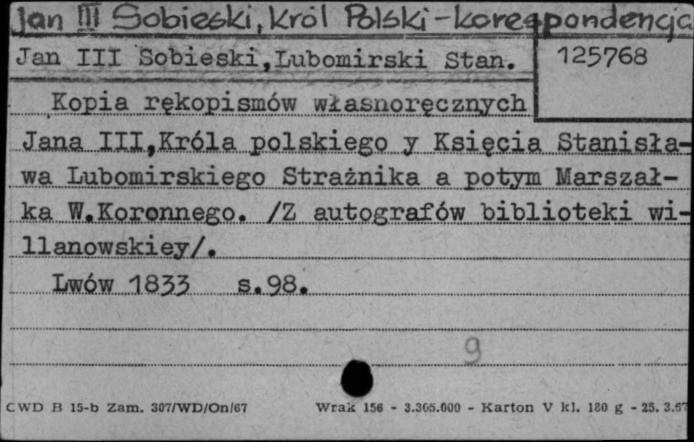 Jan III Sobieski, król Polski - korespondencja
Jan III Sobieski,Lubomirski Stan.
125768
Kopia rękopismów własnoręcznych
Jana III,Króla polskiego y Księcia Stanisła-
wa Lubomirskiego Strażnika a potym Marszał-
ka W.Koronnego. /Z autografów biblioteki wi-
llanowskiey/.
Lwów 1833 s.98.
9
CWD B 15-b Zam. 307/WD/On/67 Wrak 156 - 3.365.000 - Karton V kl. 180 g - 25. 3.67